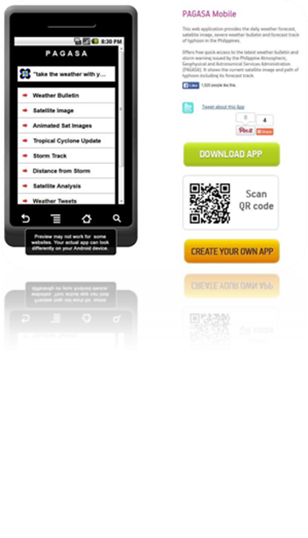 8:30 PM
PAGASA
"take the weather with y...
Weather Bulletin
Satellite Image
Animated Sat Images
Tropical Cyclone Update
Storm Track
Distance from Storm
Satellite Analysis
Weather Tweets
Preview may not work for some
websites. Your actual app can look
differently on your Android device.
PAGASA Mobile
This web application provides the daily weather forecast,
satellite image, severe weather bulletin and forecast track
of typhoon in the Philippines.
Offers free quick access to the latest weather bulletin and
storm warning issued by the Philippine Atmospheric,
Geophysical and Astronomical Services Administration
(PAGASA). It shows the current satellite image and path of
typhoon including its forecast track.
Like
1,520 people like this.
Tweet about this App
0
4
Pin it
Share
DOWNLOAD APP
Scan
QR code
CREATE YOUR OWN APP